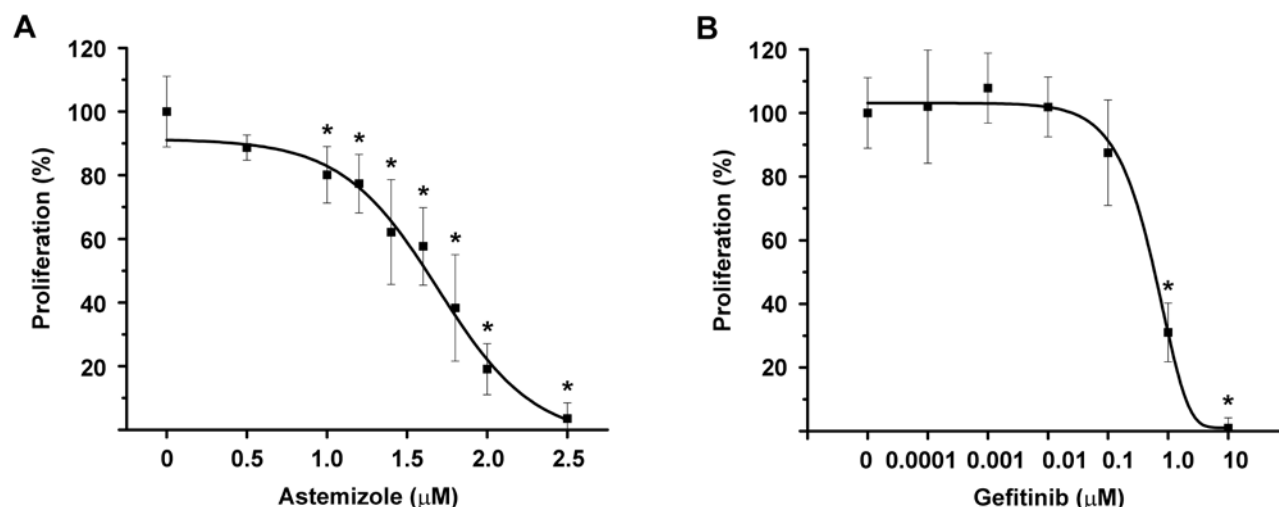 A
B
120
100
80
60
40
20
Proliferation (%)
* * * * * * * *
0 0.5 1.0 1.5 2.0 2.5
Astemizole (μM)
120
100
80
60
40
20
Proliferation (%)
* *
0 0.0001 0.001 0.01 0.1 1.0 10
Gefitinib (μM)